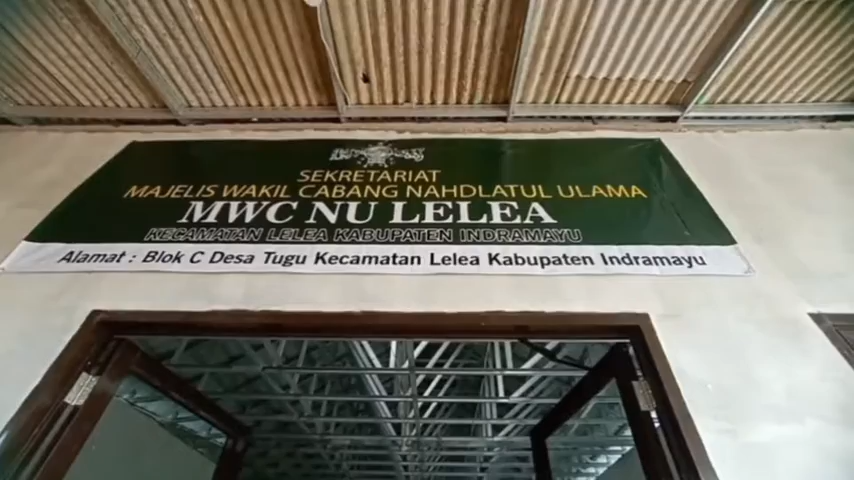 SEKRETARIAT
MAJELIS WAKIL CABANG NAHDLATUL ULAMA
MWC NU LELEA
KECAMATAN LELEA KABUPATEN INDRAMAYU
Alamat : Blok C Desa Tugu Kecamatan Lelea Kabupaten Indramayu